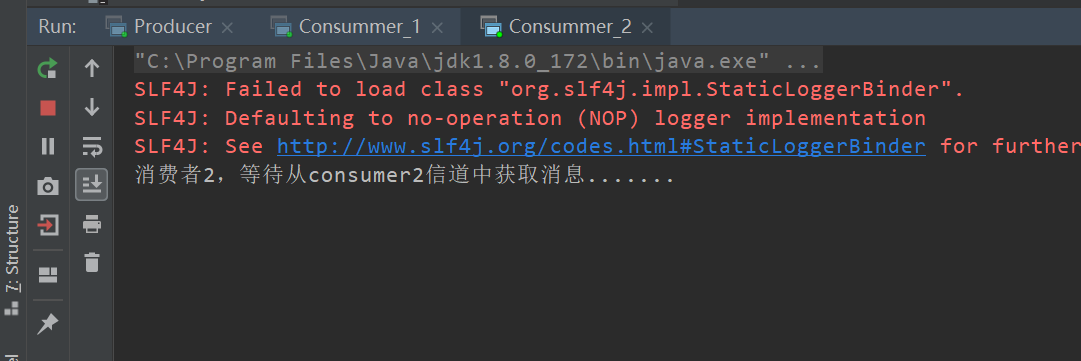 Run: Producer Consummer_1 Consummer_2
"C:\Program Files\Java\jdk1.8.0_172\bin\java.exe" ...
SLF4J: Failed to load class "org.slf4j.impl.StaticLoggerBinder".
SLF4J: Defaulting to no-operation (NOP) logger implementation
SLF4J: See http://www.slf4j.org/codes.html#StaticLoggerBinder for further
消费者2，等待从consumer2信道中获取消息.......
7: Structure